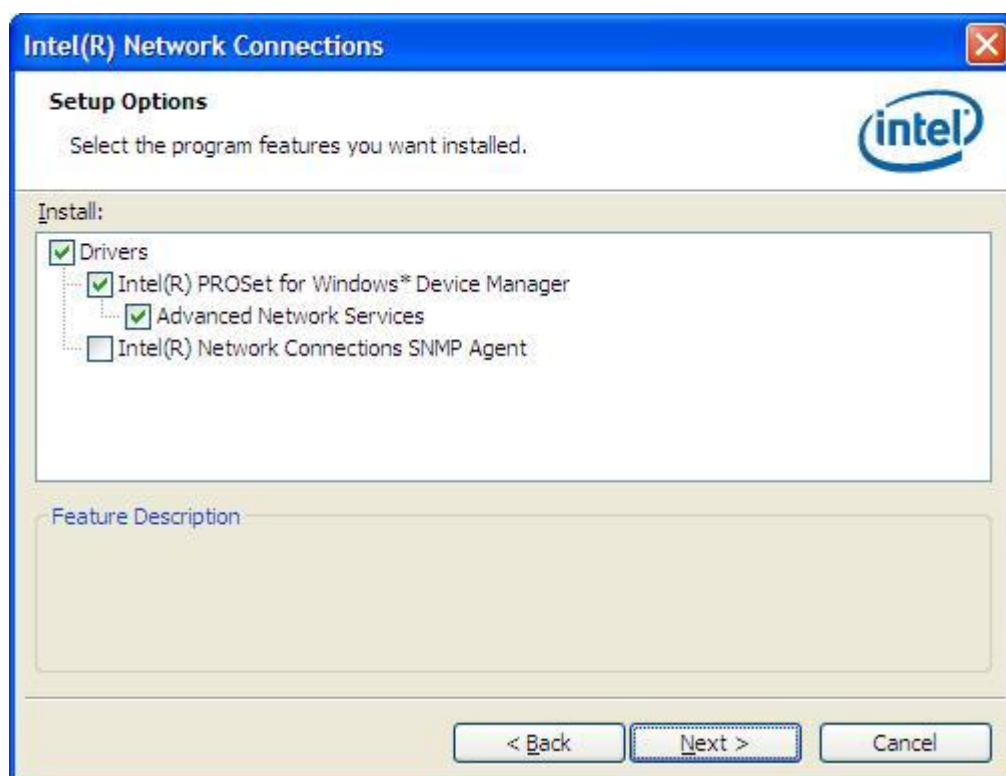 Intel(R) Network Connections
Setup Options
Select the program features you want installed.
intel
Install:
Drivers
Intel(R) PROSet for Windows* Device Manager
Advanced Network Services
Intel(R) Network Connections SNMP Agent
Feature Description
< Back Next > Cancel